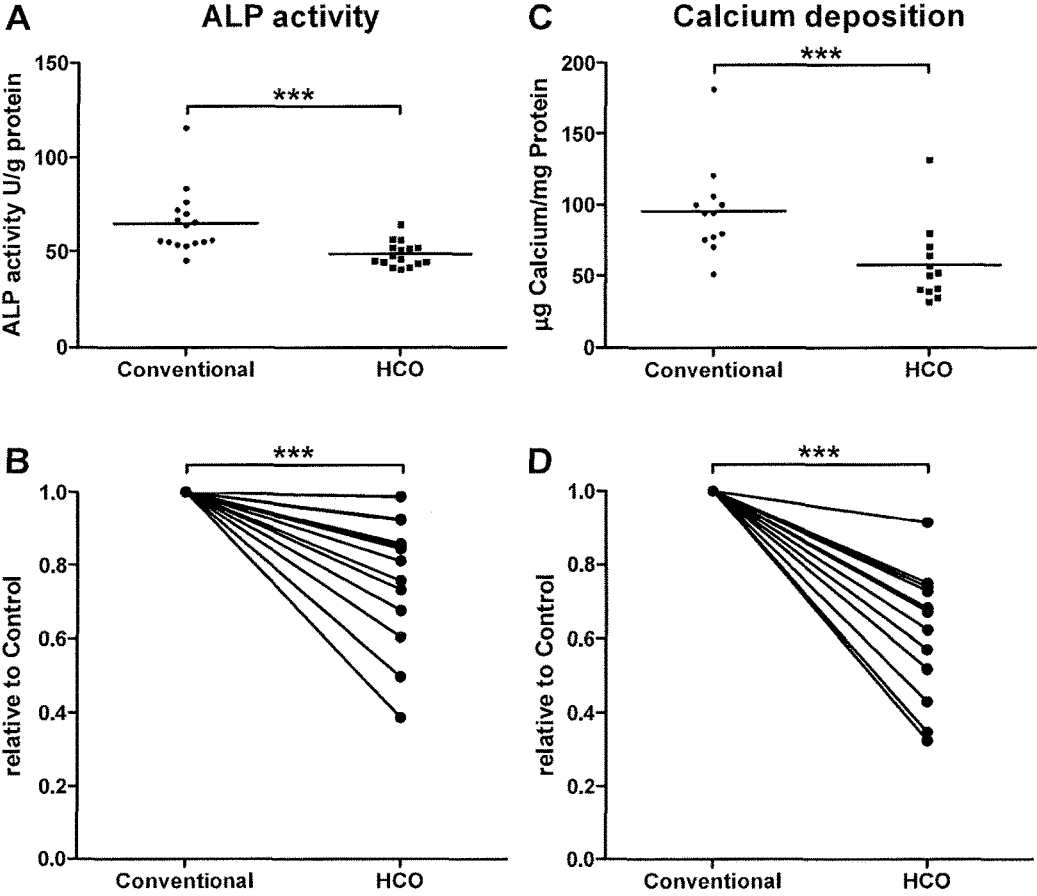 A
ALP activity
ALP activity U/g protein
150
100
50
0
***
Conventional
HCO
C
Calcium deposition
µg Calcium/mg Protein
200
150
100
50
0
***
Conventional
HCO
B
relative to Control
1.0
0.8
0.6
0.4
0.2
0.0
***
Conventional
HCO
D
relative to Control
1.0
0.8
0.6
0.4
0.2
0.0
***
Conventional
HCO